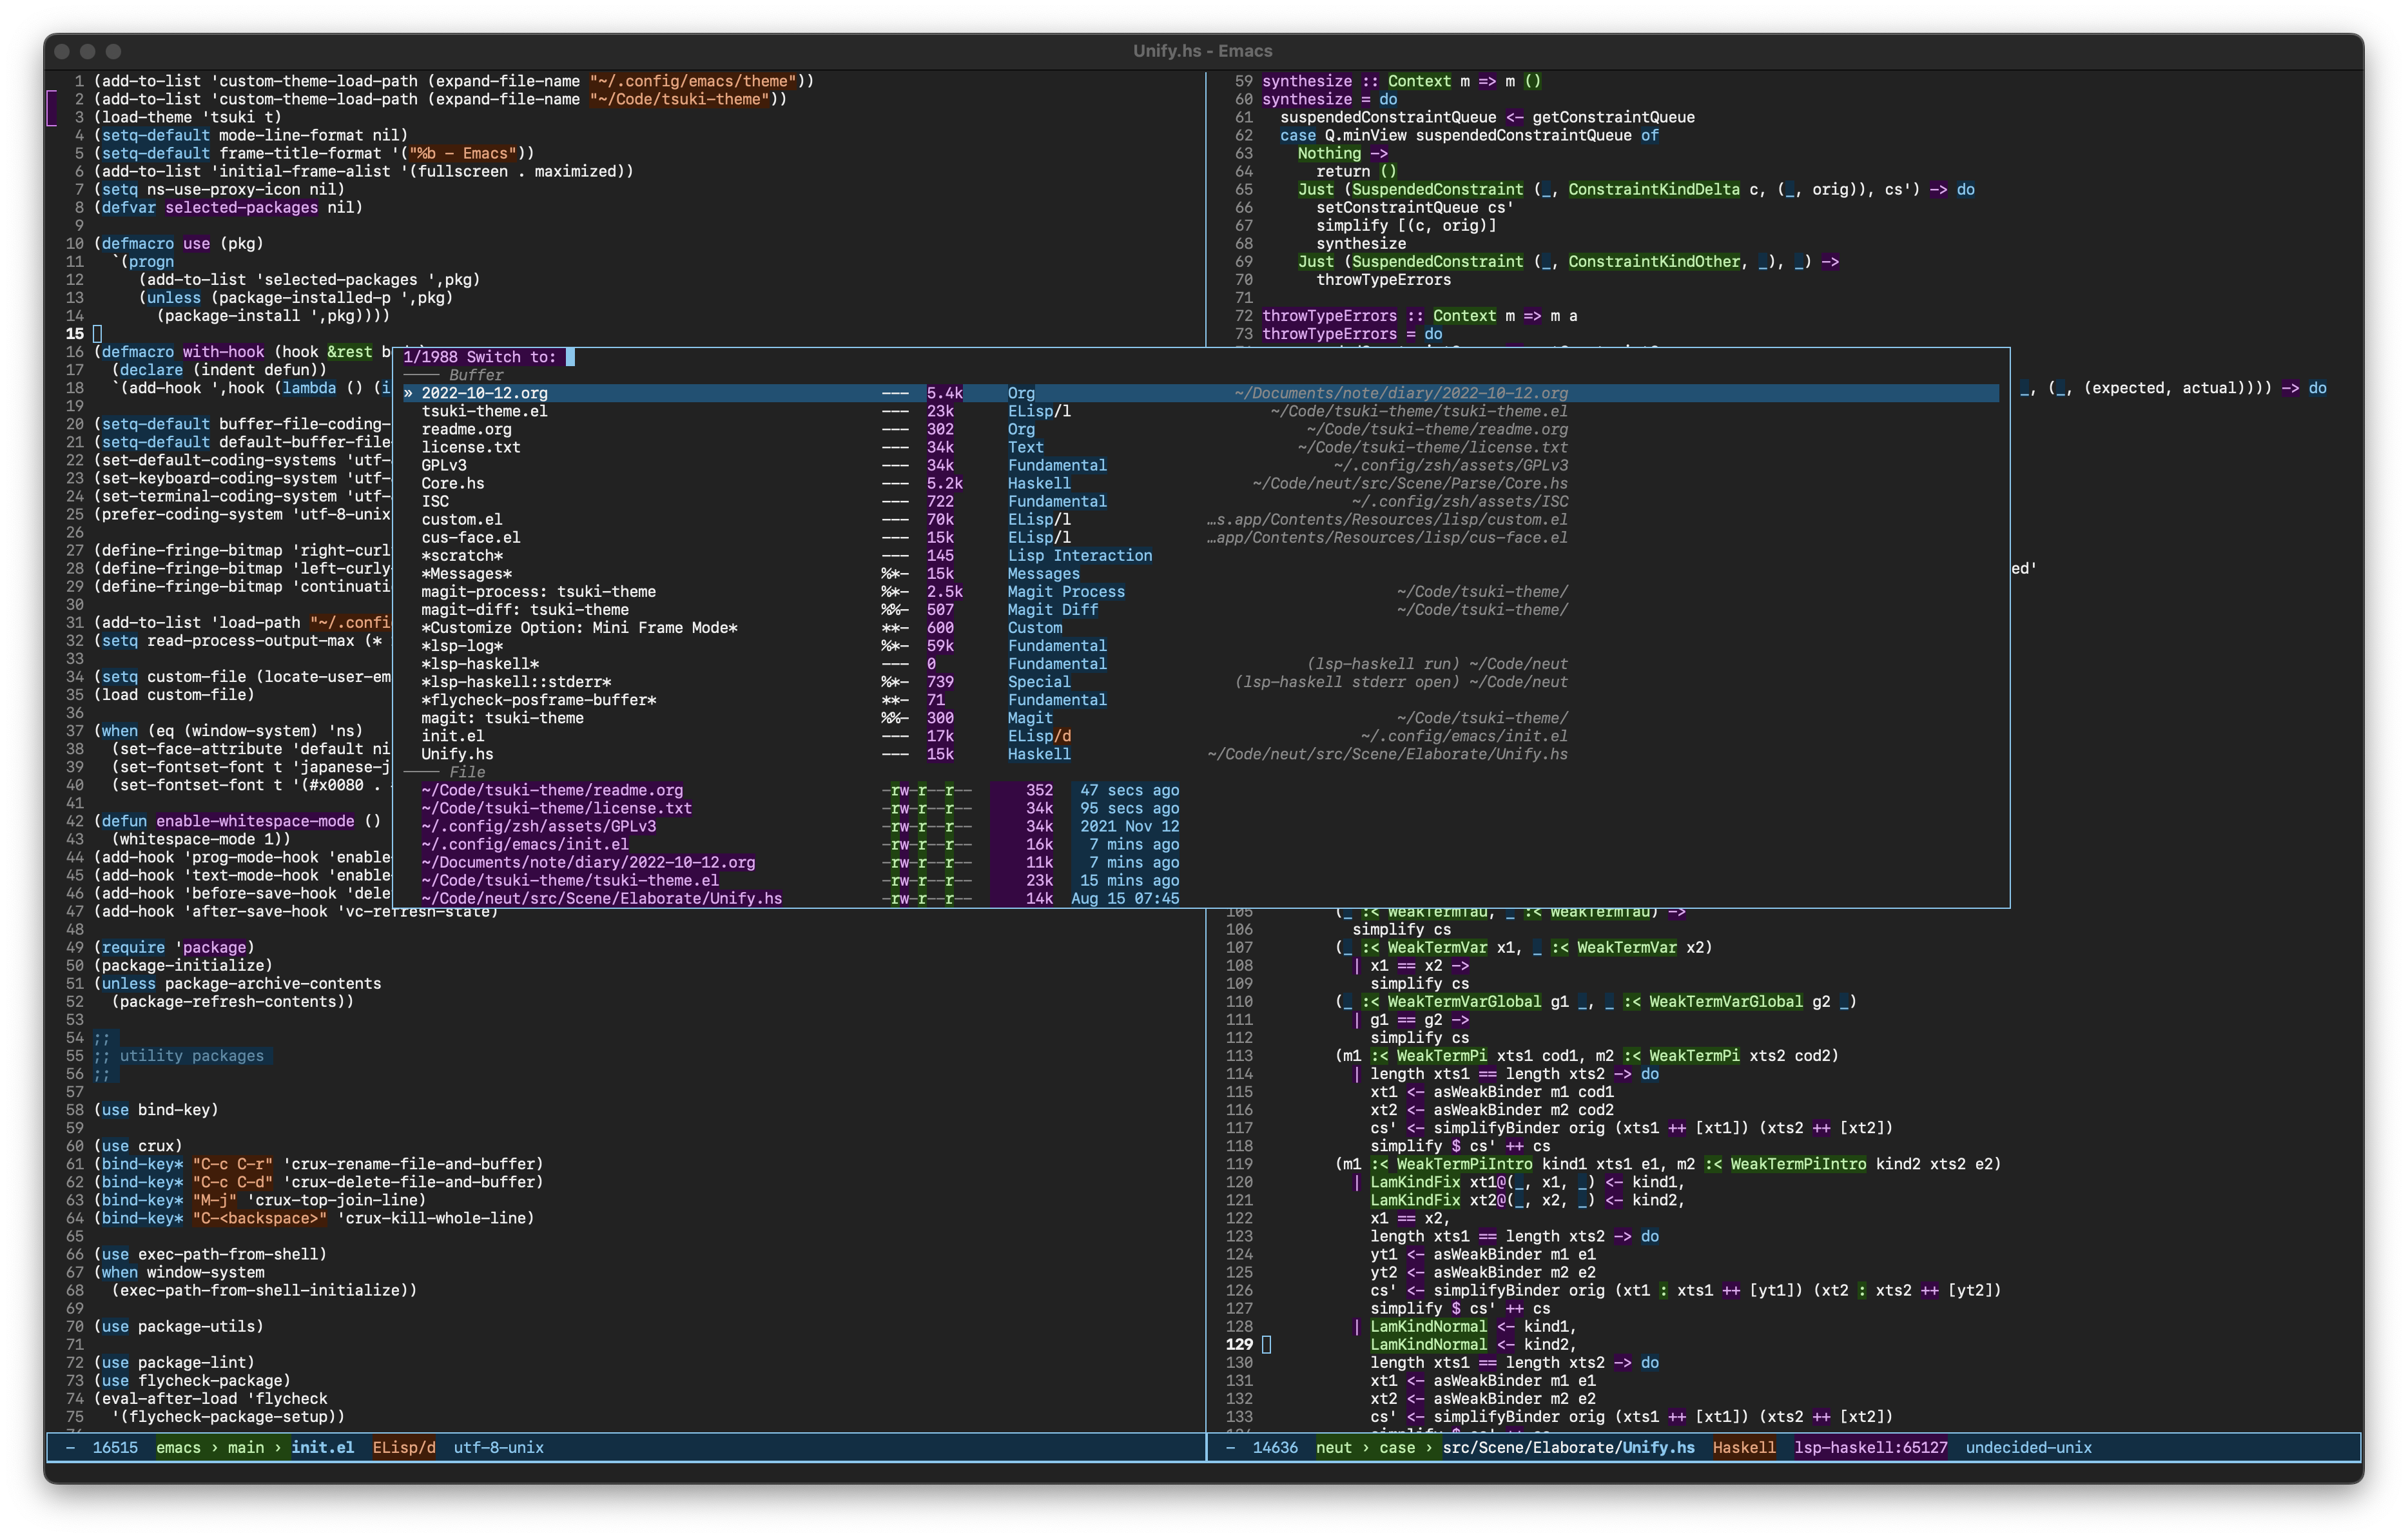 Unify.hs - Emacs
1 (add-to-list 'custom-theme-load-path (expand-file-name "~/.config/emacs/theme"))
2 (add-to-list 'custom-theme-load-path (expand-file-name "~/Code/tsuki-theme"))
3 (load-theme 'tsuki t)
4 (setq-default mode-line-format nil)
5 (setq-default frame-title-format '("%b - Emacs"))
6 (add-to-list 'initial-frame-alist '(fullscreen . maximized))
7 (setq ns-use-proxy-icon nil)
8 (defvar selected-packages nil)
9
10 (defmacro use (pkg)
11   `(progn
12      (add-to-list 'selected-packages ',pkg)
13      (unless (package-installed-p ',pkg)
14        (package-install ',pkg))))
15
16 (defmacro with-hook (hook &rest b
17   (declare (indent defun))
18   `(add-hook ',hook (lambda () (i
19
20 (setq-default buffer-file-coding-
21 (setq-default default-buffer-file
22 (set-default-coding-systems 'utf-
23 (set-keyboard-coding-system 'utf-
24 (set-terminal-coding-system 'utf-
25 (prefer-coding-system 'utf-8-unix
26
27 (define-fringe-bitmap 'right-curl
28 (define-fringe-bitmap 'left-curly
29 (define-fringe-bitmap 'continuati
30
31 (add-to-list 'load-path "~/.confi
32 (setq read-process-output-max (*
33
34 (setq custom-file (locate-user-em
35 (load custom-file)
36
37 (when (eq (window-system) 'ns)
38   (set-face-attribute 'default ni
39   (set-fontset-font t 'japanese-j
40   (set-fontset-font t '(#x0080 .
41
42 (defun enable-whitespace-mode ()
43   (whitespace-mode 1))
44 (add-hook 'prog-mode-hook 'enable
45 (add-hook 'text-mode-hook 'enable
46 (add-hook 'before-save-hook 'dele
47 (add-hook 'after-save-hook 'vc-refresh-state)
48
49 (require 'package)
50 (package-initialize)
51 (unless package-archive-contents
52   (package-refresh-contents))
53
54 ;;
55 ;; utility packages
56 ;;
57
58 (use bind-key)
59
60 (use crux)
61 (bind-key* "C-c C-r" 'crux-rename-file-and-buffer)
62 (bind-key* "C-c C-d" 'crux-delete-file-and-buffer)
63 (bind-key* "M-j" 'crux-top-join-line)
64 (bind-key* "C-<backspace>" 'crux-kill-whole-line)
65
66 (use exec-path-from-shell)
67 (when window-system
68   (exec-path-from-shell-initialize))
69
70 (use package-utils)
71
72 (use package-lint)
73 (use flycheck-package)
74 (eval-after-load 'flycheck
75   '(flycheck-package-setup))
- 16515 emacs › main › init.el ELisp/d utf-8-unix
59 synthesize :: Context m => m ()
60 synthesize = do
61   suspendedConstraintQueue <- getConstraintQueue
62   case Q.minView suspendedConstraintQueue of
63     Nothing ->
64       return ()
65     Just (SuspendedConstraint (_, ConstraintKindDelta c, (_, orig)), cs') -> do
66       setConstraintQueue cs'
67       simplify [(c, orig)]
68       synthesize
69     Just (SuspendedConstraint (_, ConstraintKindOther, _), _) ->
70       throwTypeErrors
71
72 throwTypeErrors :: Context m => m a
73 throwTypeErrors = do
_, (_, (expected, actual)))) -> do
ed'
1/1988 Switch to:
Buffer
» 2022-10-12.org --- 5.4k Org ~/Documents/note/diary/2022-10-12.org
tsuki-theme.el --- 23k ELisp/l ~/Code/tsuki-theme/tsuki-theme.el
readme.org --- 302 Org ~/Code/tsuki-theme/readme.org
license.txt --- 34k Text ~/Code/tsuki-theme/license.txt
GPLv3 --- 34k Fundamental ~/.config/zsh/assets/GPLv3
Core.hs --- 5.2k Haskell ~/Code/neut/src/Scene/Parse/Core.hs
ISC --- 722 Fundamental ~/.config/zsh/assets/ISC
custom.el --- 70k ELisp/l …s.app/Contents/Resources/lisp/custom.el
cus-face.el --- 15k ELisp/l …app/Contents/Resources/lisp/cus-face.el
*scratch* --- 145 Lisp Interaction
*Messages* %*- 15k Messages
magit-process: tsuki-theme %*- 2.5k Magit Process ~/Code/tsuki-theme/
magit-diff: tsuki-theme %%- 507 Magit Diff ~/Code/tsuki-theme/
*Customize Option: Mini Frame Mode* **- 600 Custom
*lsp-log* %*- 59k Fundamental
*lsp-haskell* --- 0 Fundamental (lsp-haskell run) ~/Code/neut
*lsp-haskell::stderr* %*- 739 Special (lsp-haskell stderr open) ~/Code/neut
*flycheck-posframe-buffer* **- 71 Fundamental
magit: tsuki-theme %%- 300 Magit ~/Code/tsuki-theme/
init.el --- 17k ELisp/d ~/.config/emacs/init.el
Unify.hs --- 15k Haskell ~/Code/neut/src/Scene/Elaborate/Unify.hs
File
~/Code/tsuki-theme/readme.org -rw-r--r-- 352 47 secs ago
~/Code/tsuki-theme/license.txt -rw-r--r-- 34k 95 secs ago
~/.config/zsh/assets/GPLv3 -rw-r--r-- 34k 2021 Nov 12
~/.config/emacs/init.el -rw-r--r-- 16k 7 mins ago
~/Documents/note/diary/2022-10-12.org -rw-r--r-- 11k 7 mins ago
~/Code/tsuki-theme/tsuki-theme.el -rw-r--r-- 23k 15 mins ago
~/Code/neut/src/Scene/Elaborate/Unify.hs -rw-r--r-- 14k Aug 15 07:45
105         (_ :< WeakTermTau, _ :< WeakTermTau) ->
106           simplify cs
107         (_ :< WeakTermVar x1, _ :< WeakTermVar x2)
108           | x1 == x2 ->
109             simplify cs
110         (_ :< WeakTermVarGlobal g1 _, _ :< WeakTermVarGlobal g2 _)
111           | g1 == g2 ->
112             simplify cs
113         (m1 :< WeakTermPi xts1 cod1, m2 :< WeakTermPi xts2 cod2)
114           | length xts1 == length xts2 -> do
115             xt1 <- asWeakBinder m1 cod1
116             xt2 <- asWeakBinder m2 cod2
117             cs' <- simplifyBinder orig (xts1 ++ [xt1]) (xts2 ++ [xt2])
118             simplify $ cs' ++ cs
119         (m1 :< WeakTermPiIntro kind1 xts1 e1, m2 :< WeakTermPiIntro kind2 xts2 e2)
120           | LamKindFix xt1@(_, x1, _) <- kind1,
121             LamKindFix xt2@(_, x2, _) <- kind2,
122             x1 == x2,
123             length xts1 == length xts2 -> do
124             yt1 <- asWeakBinder m1 e1
125             yt2 <- asWeakBinder m2 e2
126             cs' <- simplifyBinder orig (xt1 : xts1 ++ [yt1]) (xt2 : xts2 ++ [yt2])
127             simplify $ cs' ++ cs
128           | LamKindNormal <- kind1,
129             LamKindNormal <- kind2,
130             length xts1 == length xts2 -> do
131             xt1 <- asWeakBinder m1 e1
132             xt2 <- asWeakBinder m2 e2
133             cs' <- simplifyBinder orig (xts1 ++ [xt1]) (xts2 ++ [xt2])
- 14636 neut › case › src/Scene/Elaborate/Unify.hs Haskell lsp-haskell:65127 undecided-unix